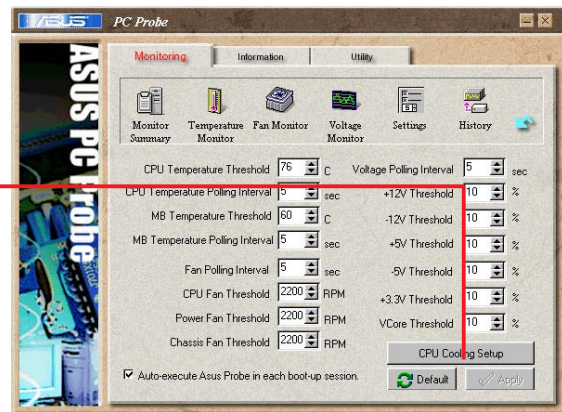 ASUS PC Probe
ASUS PC Probe
Monitoring Information Utility
Monitor Summary Temperature Monitor Fan Monitor Voltage Monitor Settings History
CPU Temperature Threshold 76 C Voltage Polling Interval 5 sec
CPU Temperature Polling Interval 5 sec +12V Threshold 10 %
MB Temperature Threshold 60 C -12V Threshold 10 %
MB Temperature Polling Interval 5 sec +5V Threshold 10 %
Fan Polling Interval 5 sec -5V Threshold 10 %
CPU Fan Threshold 2200 RPM +3.3V Threshold 10 %
Power Fan Threshold 2200 RPM VCore Threshold 10 %
Chassis Fan Threshold 2200 RPM
CPU Cooling Setup
Auto-execute Asus Probe in each boot-up session. Default Apply